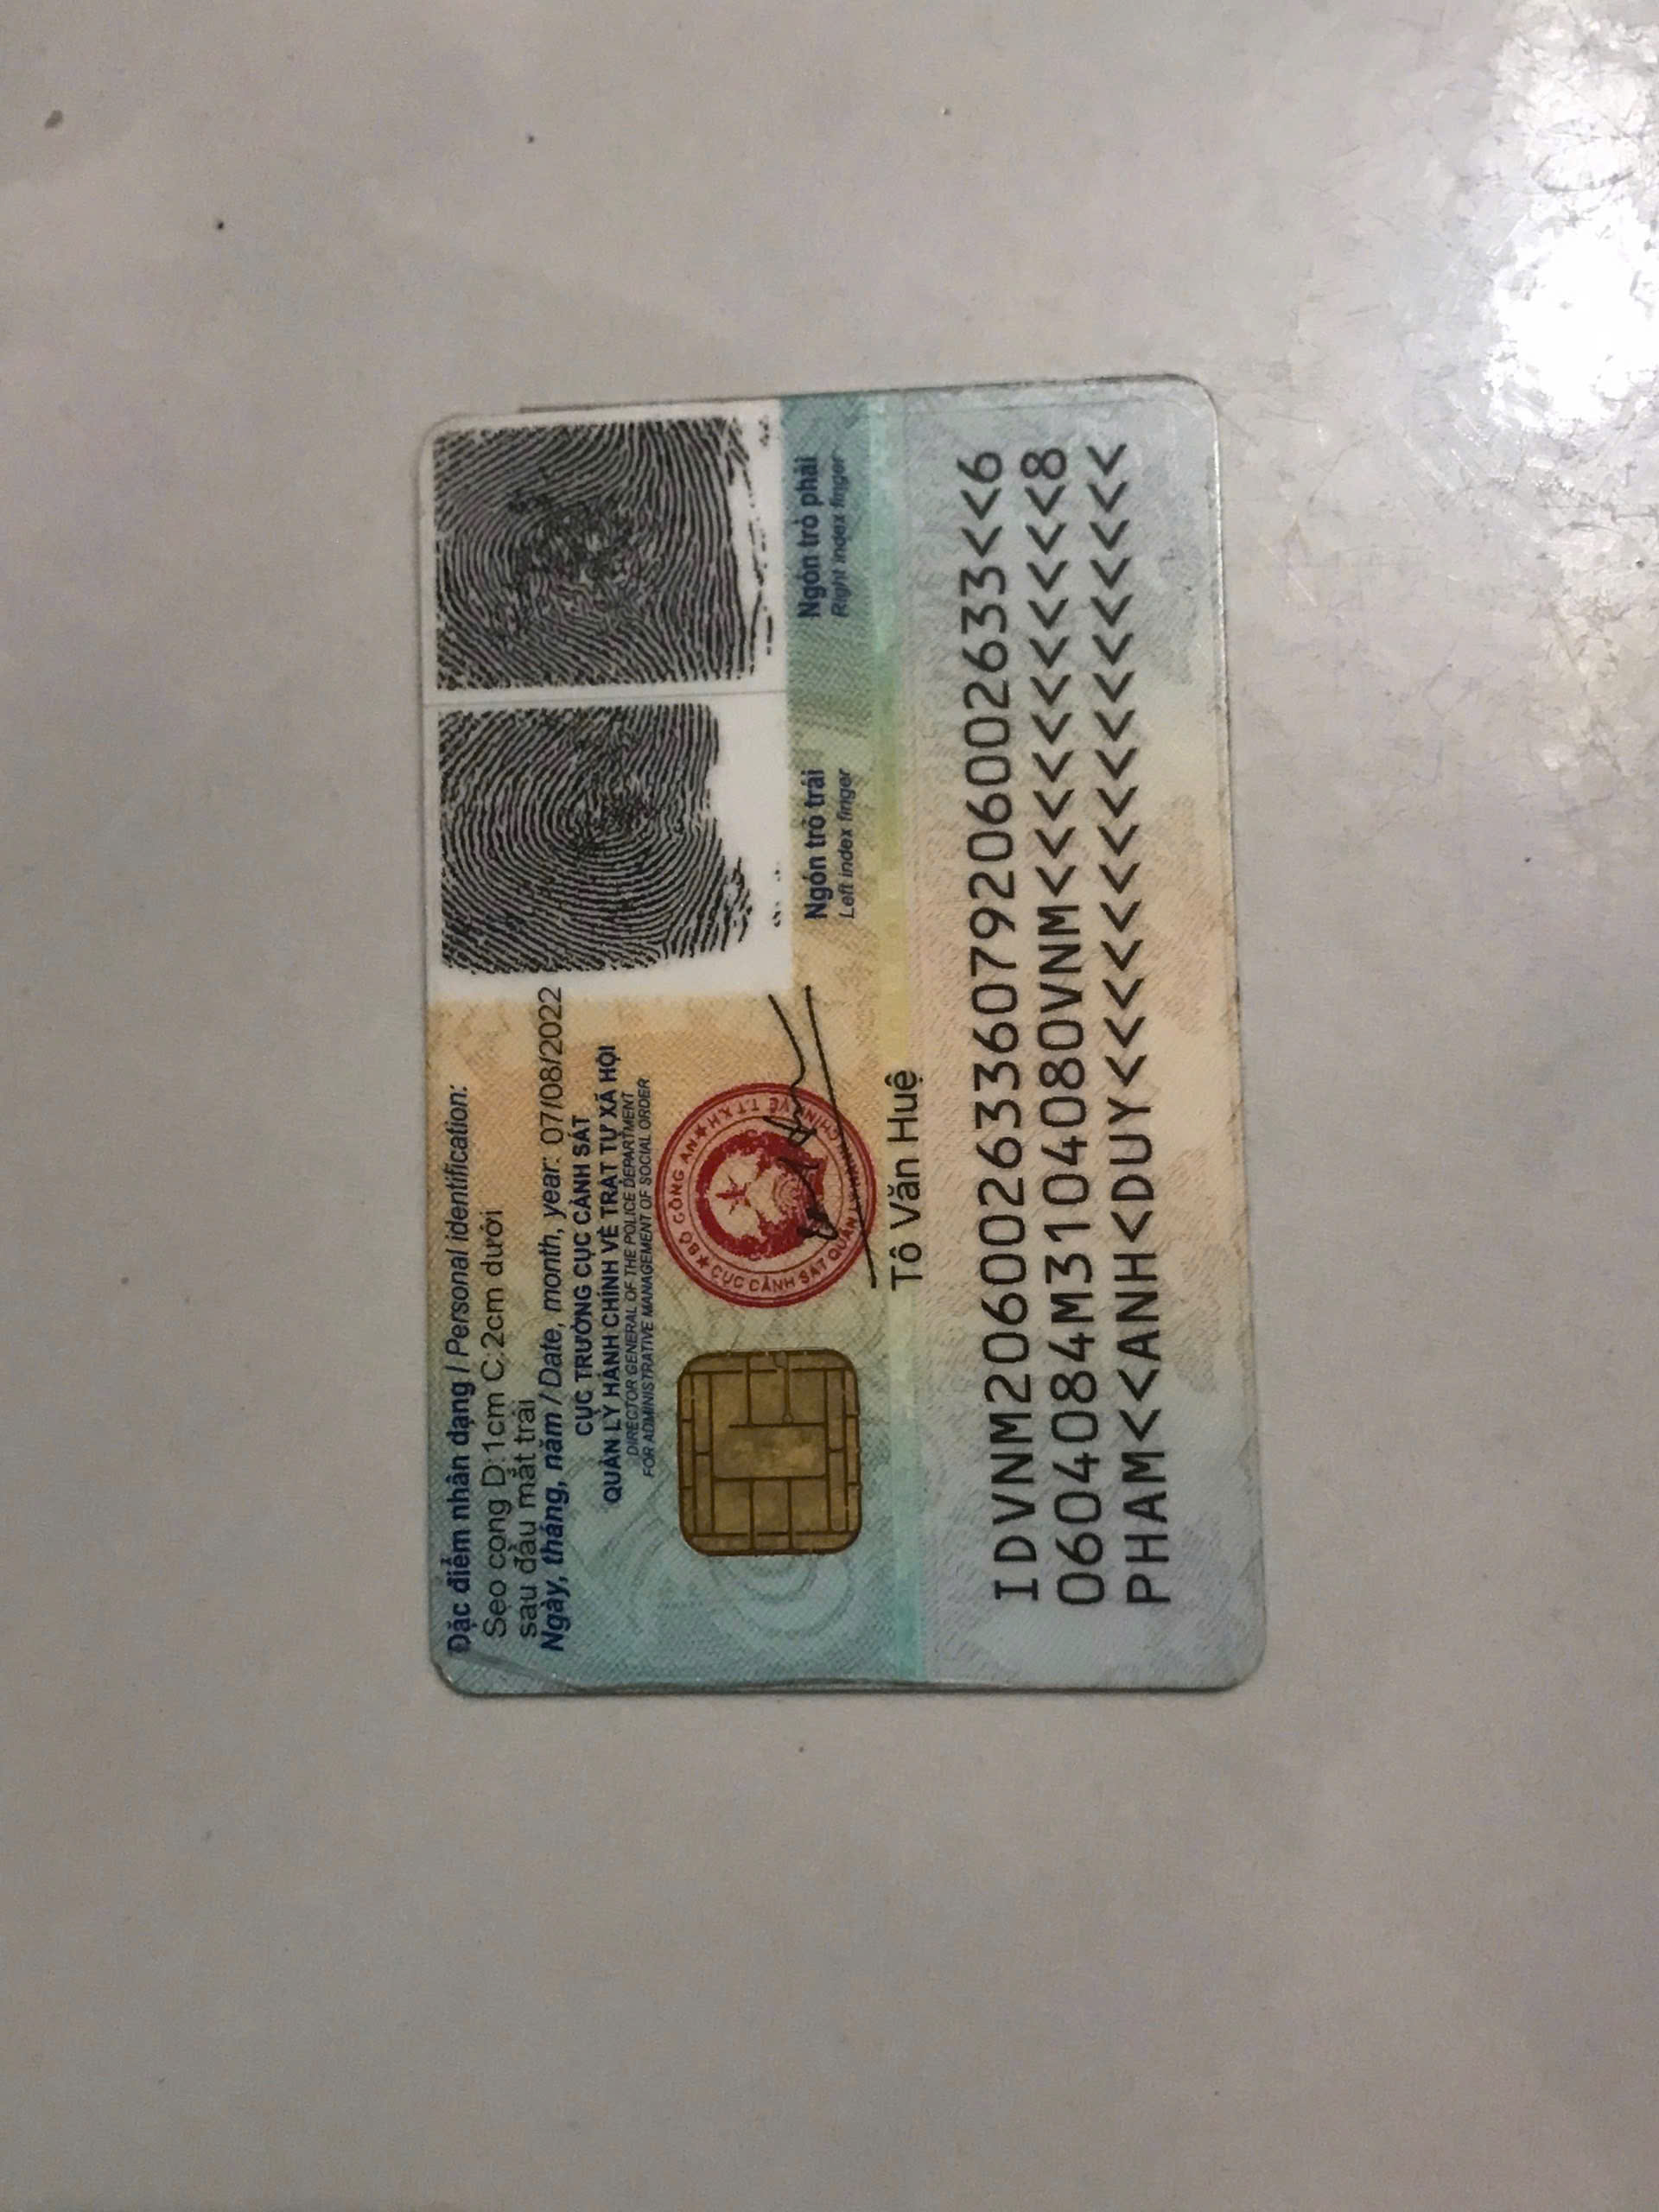 Đặc điểm nhân dạng / Personal identification:
Sẹo cong D:1cm C:2cm dưới
sau đầu mắt trái
Ngày, tháng, năm / Date, month, year: 07/08/2022
CỤC TRƯỞNG CỤC CẢNH SÁT
QUẢN LÝ HÀNH CHÍNH VỀ TRẬT TỰ XÃ HỘI
DIRECTOR GENERAL OF THE POLICE DEPARTMENT
FOR ADMINISTRATIVE MANAGEMENT OF SOCIAL ORDER
BỘ CÔNG AN
CỤC CẢNH SÁT QUẢN LÝ HÀNH CHÍNH VỀ T.T.X.H
Tô Văn Huệ
Ngón trỏ trái
Left index finger
Ngón trỏ phải
Right index finger
IDVNM2060026336079206002633<<6
0604084M3104080VNM<<<<<<<<<<<8
PHAM<<ANH<DUY<<<<<<<<<<<<<<<<<